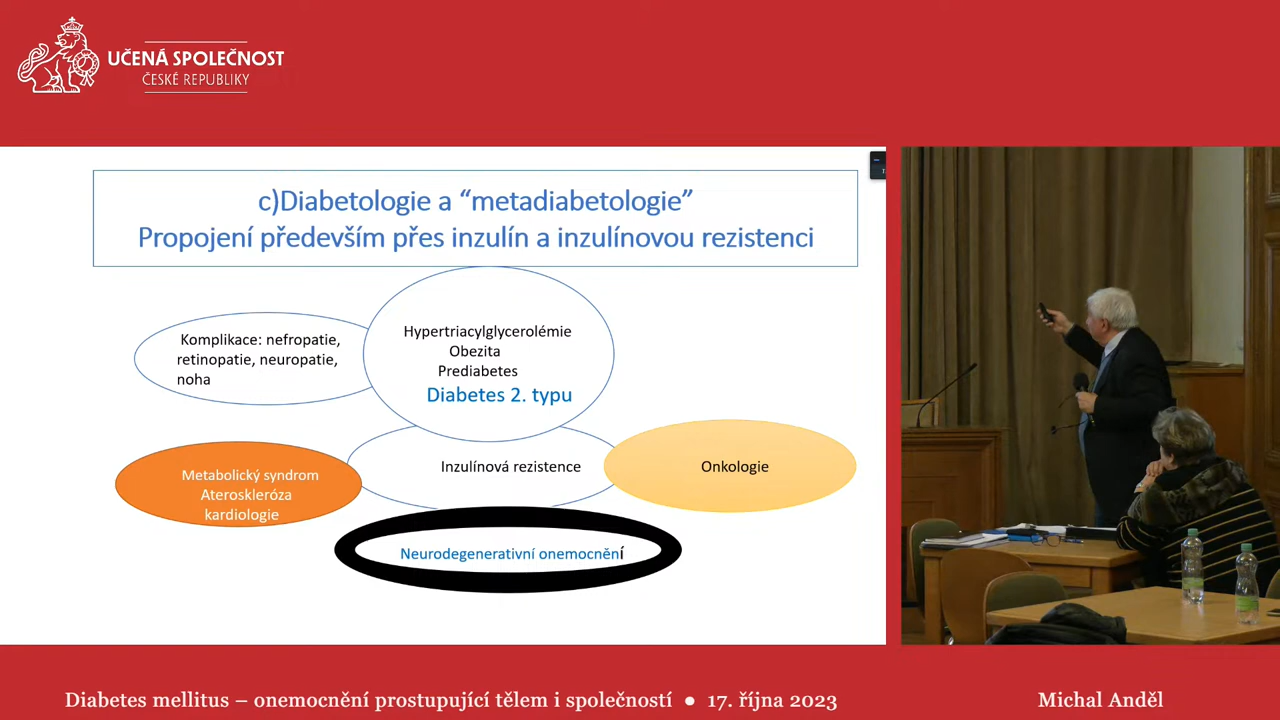 UČENÁ SPOLEČNOST
ČESKÉ REPUBLIKY
c)Diabetologie a “metadiabetologie”
Propojení především přes inzulín a inzulínovou rezistenci
Komplikace: nefropatie,
retinopatie, neuropatie,
noha
Hypertriacylglycerolémie
Obezita
Prediabetes
Diabetes 2. typu
Metabolický syndrom
Ateroskleróza
kardiologie
Inzulínová rezistence
Onkologie
Neurodegenerativní onemocnění
Diabetes mellitus – onemocnění prostupující tělem i společností ● 17. října 2023
Michal Anděl